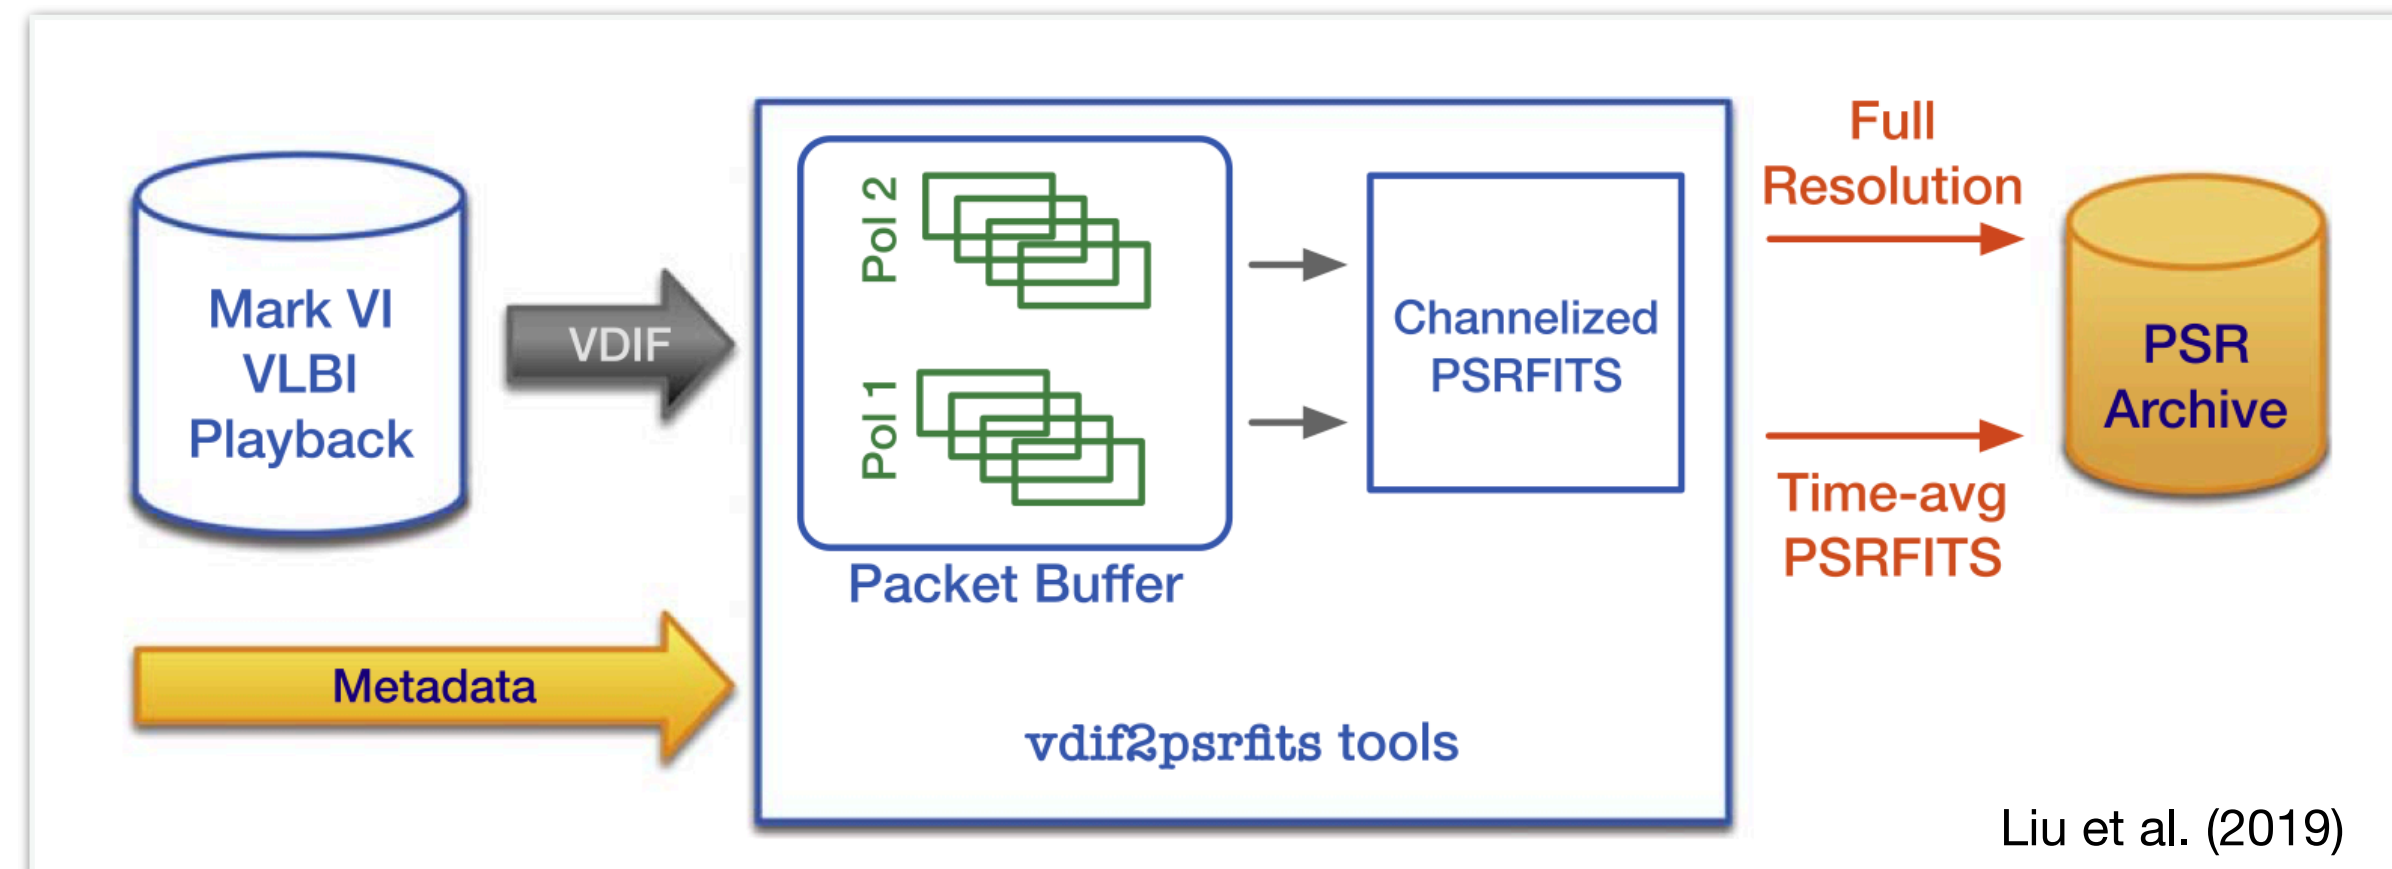 Mark VI
VLBI
Playback
VDIF
Metadata
Pol 2
Pol 1
Packet Buffer
Channelized
PSRFITS
vdif2psrfits tools
Full
Resolution
Time-avg
PSRFITS
PSR
Archive
Liu et al. (2019)